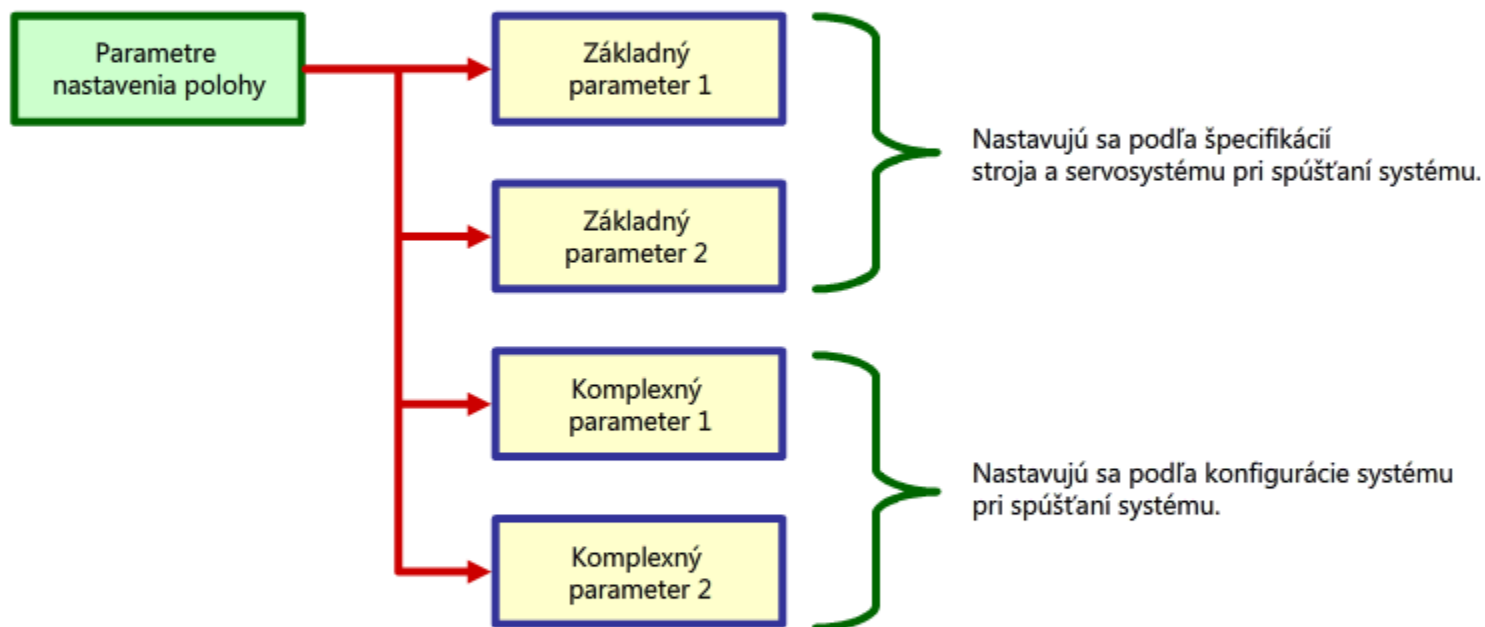 Parametre
nastavenia polohy
Základný
parameter 1
Základný
parameter 2
Nastavujú sa podľa špecifikácií
stroja a servosystému pri spúšťaní systému.
Komplexný
parameter 1
Komplexný
parameter 2
Nastavujú sa podľa konfigurácie systému
pri spúšťaní systému.